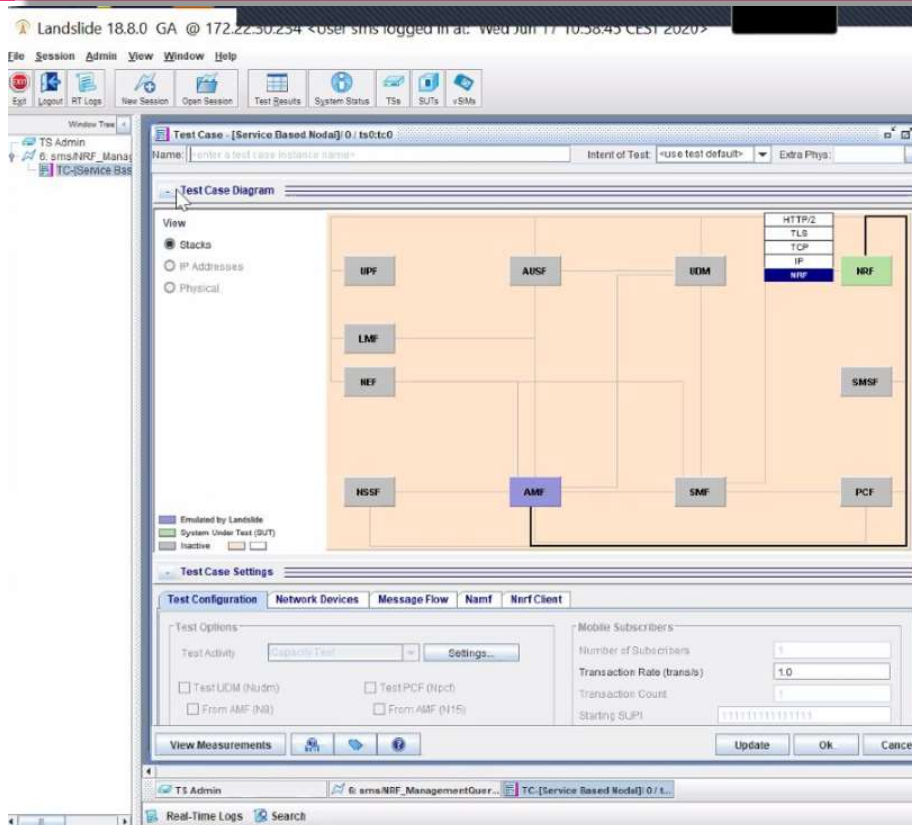 Landslide 18.8.0 GA @ 172.22.30.234 <User sms logged in at: Wed Jun 17 10:58:45 CEST 2020>
File Session Admin View Window Help
Exit Logout RT Logs New Session Open Session Test Results System Status TSs SUTs vSIMs
Window Tree
TS Admin
6: sms/NRF_Manag
TC-[Service Bas
Test Case - [Service Based Nodal]/ 0 / ts0:tc0
Name: <enter a test case instance name> Intent of Test: <use test default> Extra Phys:
Test Case Diagram
View
Stacks
IP Addresses
Physical
HTTP/2
TLS
TCP
IP
NRF
UPF AUSF UDM NRF
LMF
NEF SMSF
NSSF AMF SMF PCF
Emulated by Landslide
System Under Test (SUT)
Inactive
Test Case Settings
Test Configuration Network Devices Message Flow Namf Nnrf Client
Test Options
Test Activity Capacity Test Settings...
Test UDM (Nudm) Test PCF (Npcf)
From AMF (N8) From AMF (N15)
Mobile Subscribers
Number of Subscribers 1
Transaction Rate (trans/s) 1.0
Transaction Count 1
Starting SUPI
View Measurements Update Ok Cance
TS Admin 6: sms/NRF_ManagementQuer... TC-[Service Based Nodal]/ 0 / t...
Real-Time Logs Search